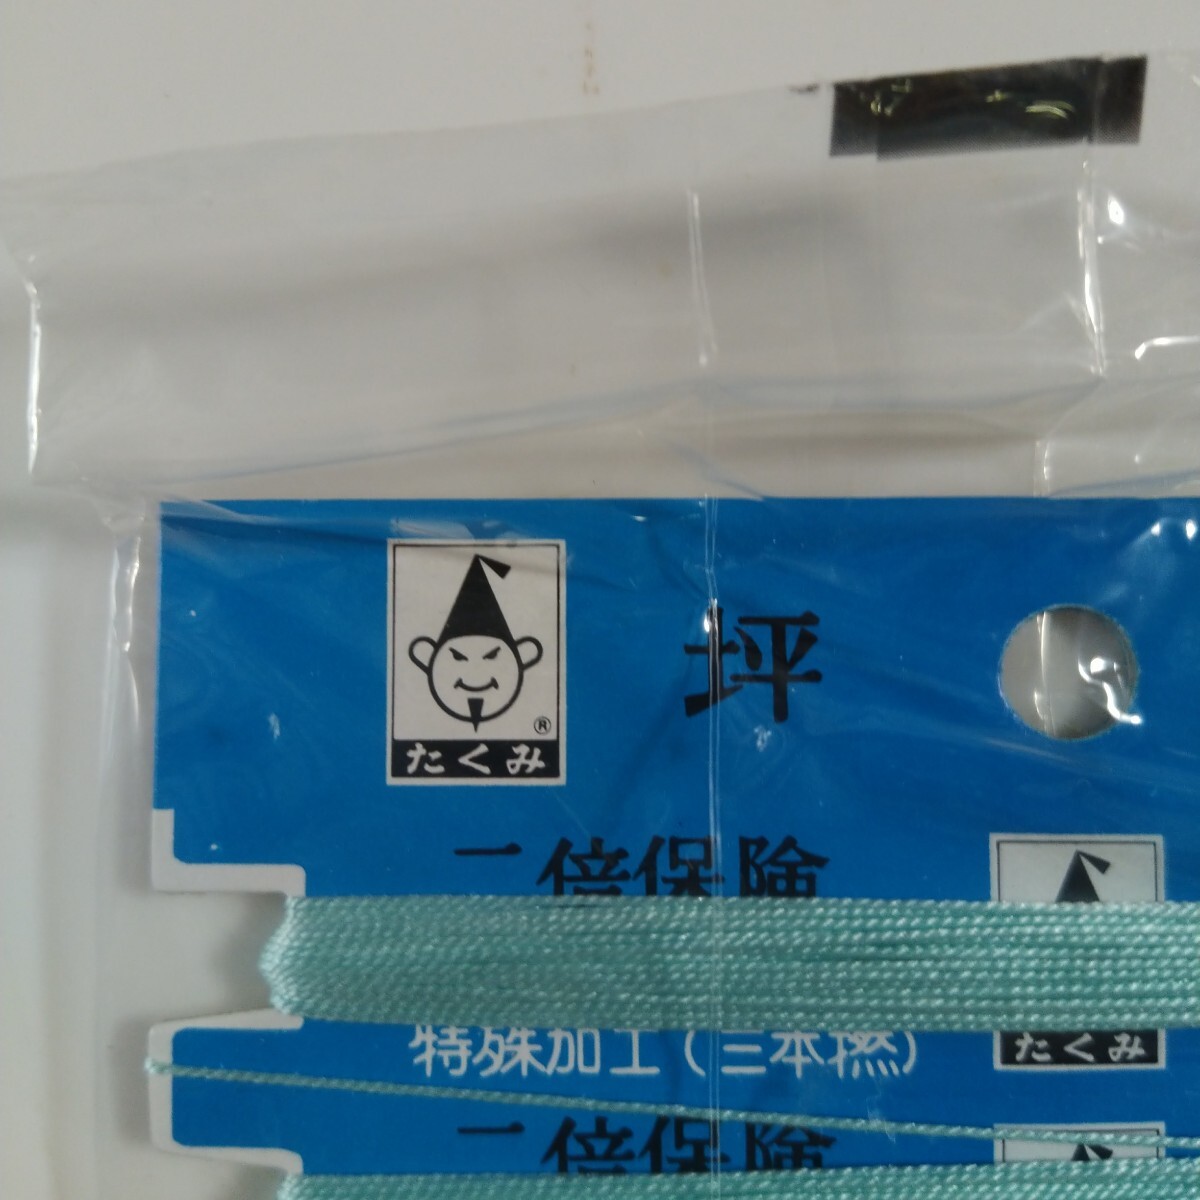 坪
®
たくみ
二倍保険
特殊加工(三本撚)
たくみ
二倍保険